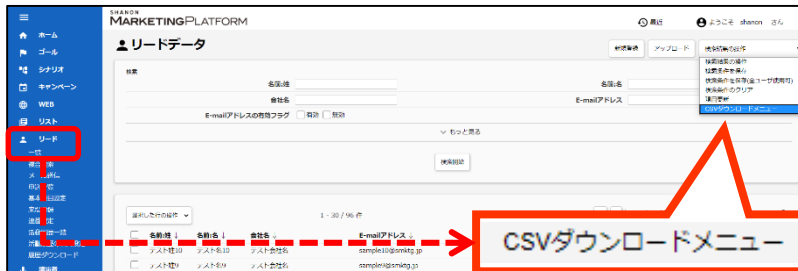 SHANON
MARKETINGPLATFORM
最近
ようこそ shanon さん
ホーム
ゴール
シナリオ
キャンペーン
WEB
リスト
リード
一覧
リードデータ
新規登録
アップロード
検索結果の操作
検索結果の操作
検索条件を保存
検索条件を保存(全ユーザ使用可)
検索条件のクリア
項目更新
CSVダウンロードメニュー
検索
名前:姓
名前:名
会社名
E-mailアドレス
E-mailアドレスの有効フラグ 有効 無効
もっと見る
検索開始
選択した行の操作
1 - 30 / 96 件
名前:姓 ↓ 名前:名 ↓ 会社名 ↓ E-mailアドレス ↓
テスト姓10 テスト名10 テスト会社名 sample10@smktg.jp
テスト姓9 テスト名9 テスト会社名 sample9@smktg.jp
履歴ダウンロード
CSVダウンロードメニュー